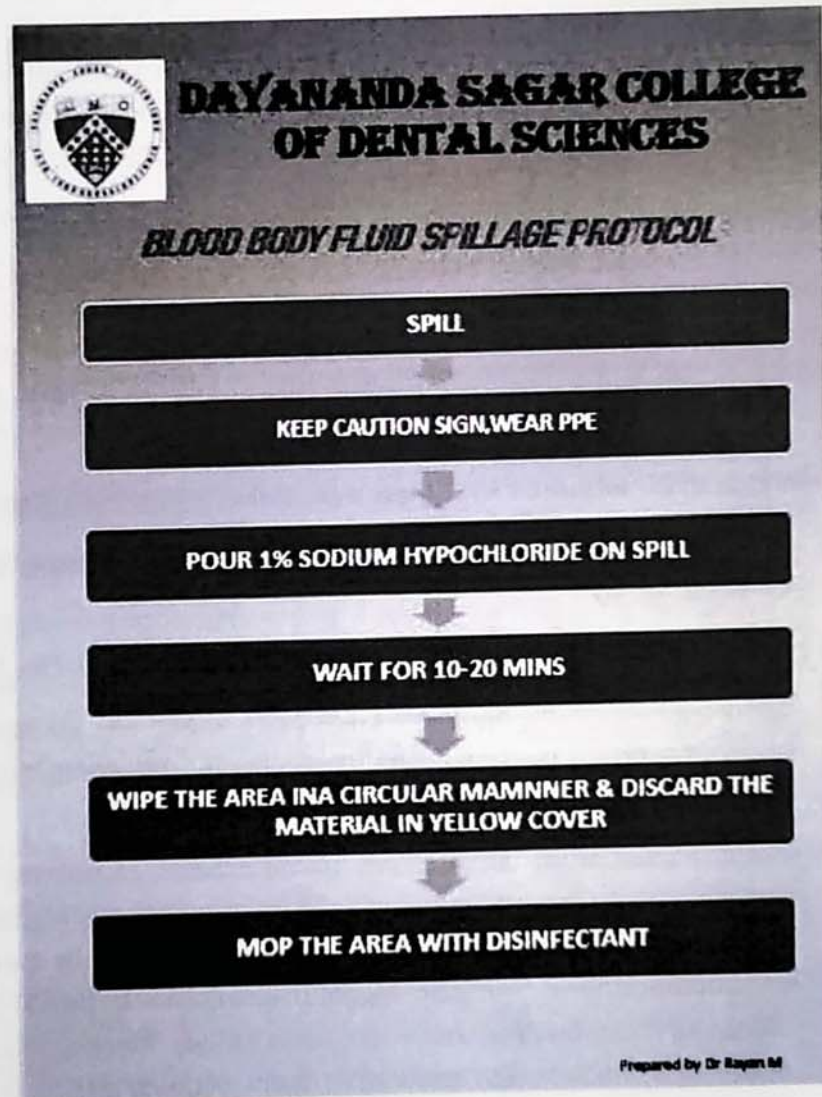 DAYANANDA SAGAR COLLEGE
OF DENTAL SCIENCES
BLOOD BODY FLUID SPILLAGE PROTOCOL
SPILL
KEEP CAUTION SIGN,WEAR PPE
POUR 1% SODIUM HYPOCHLORIDE ON SPILL
WAIT FOR 10-20 MINS
WIPE THE AREA INA CIRCULAR MAMNNER & DISCARD THE
MATERIAL IN YELLOW COVER
MOP THE AREA WITH DISINFECTANT
Prepared by Dr Rayan M